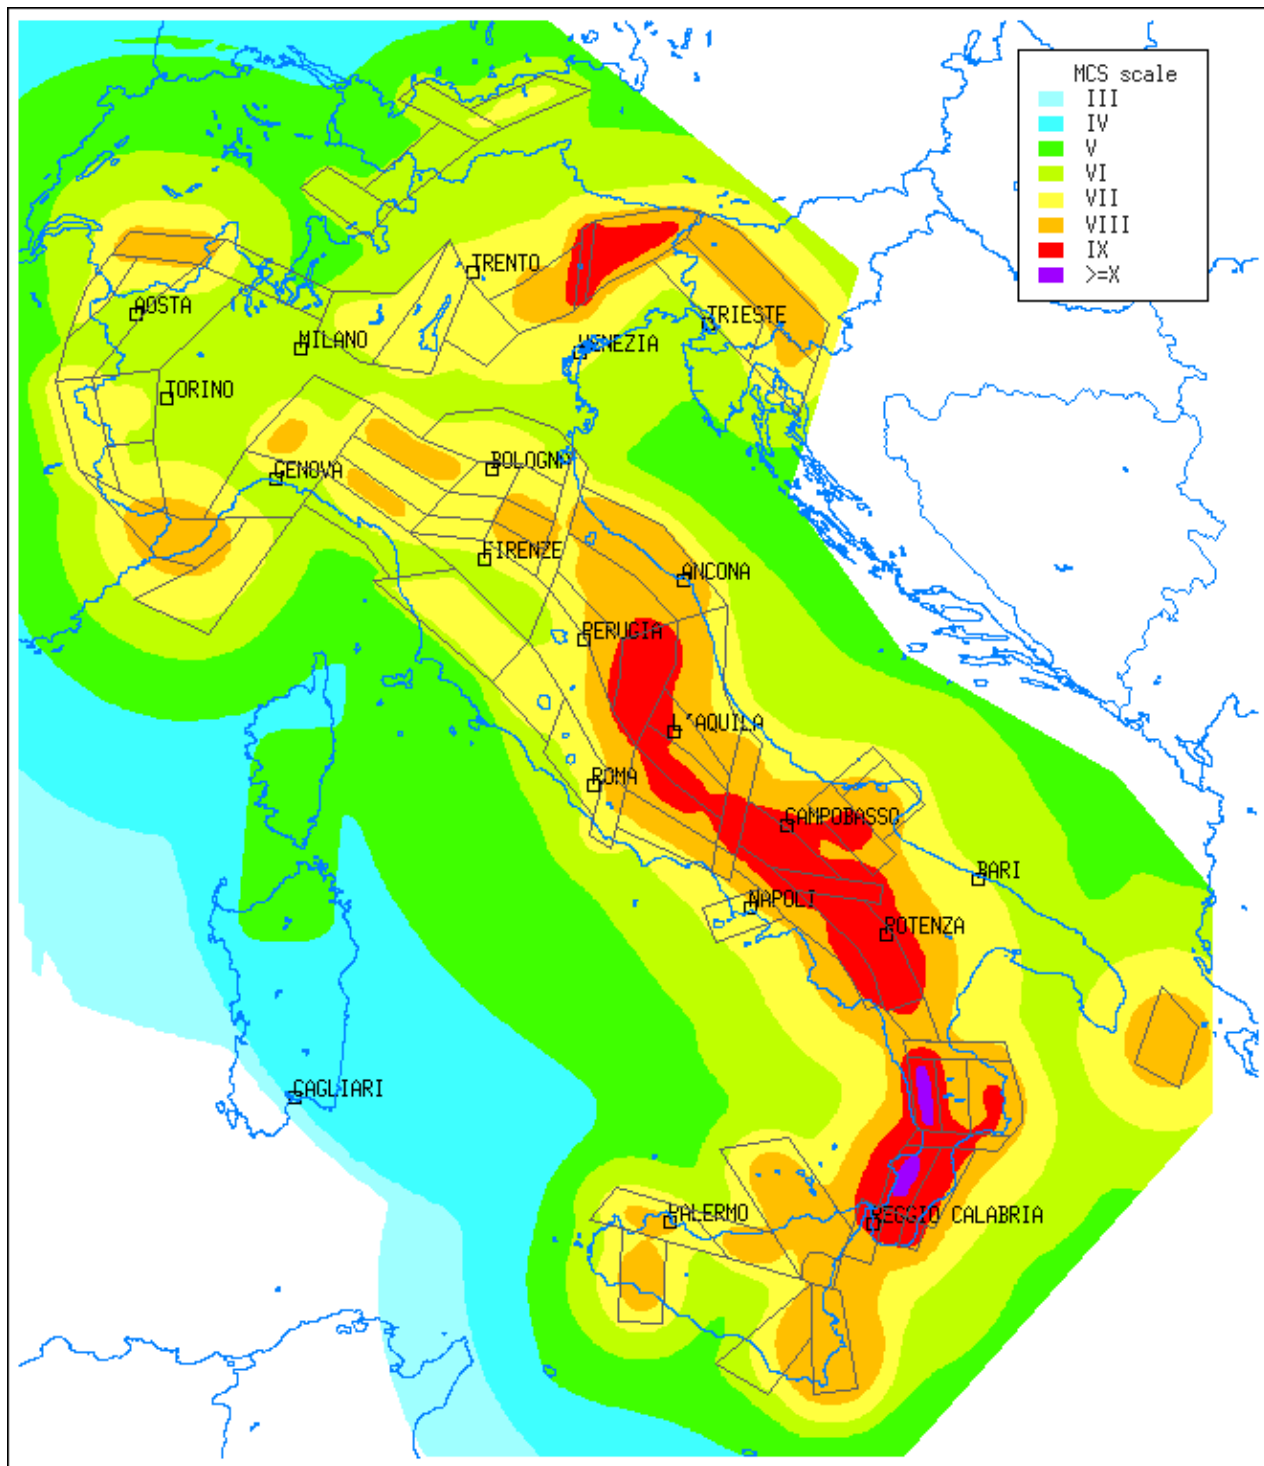 MCS scale
III
IV
V
VI
VII
VIII
IX
>=X
TRENTO
AOSTA
TRIESTE
MILANO
VENEZIA
TORINO
BOLOGNA
GENOVA
FIRENZE
ANCONA
PERUGIA
L'AQUILA
ROMA
CAMPOBASSO
BARI
NAPOLI
POTENZA
CAGLIARI
PALERMO
REGGIO CALABRIA